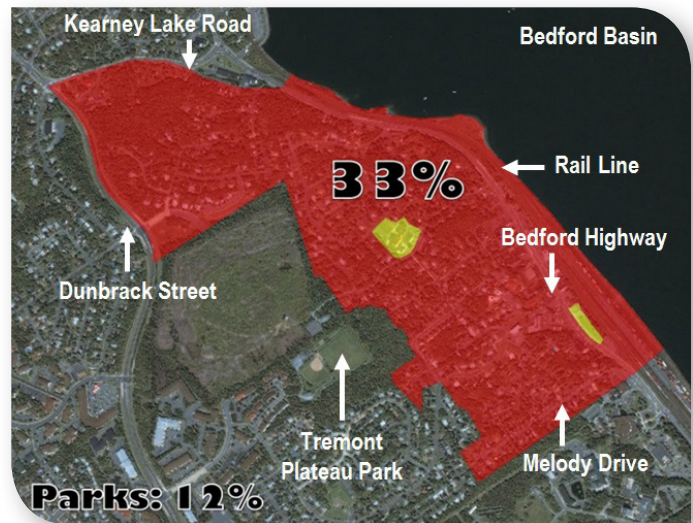 Kearney Lake Road
Bedford Basin
33%
Rail Line
Bedford Highway
Dunbrack Street
Tremont
Plateau Park
Melody Drive
Parks: 12%